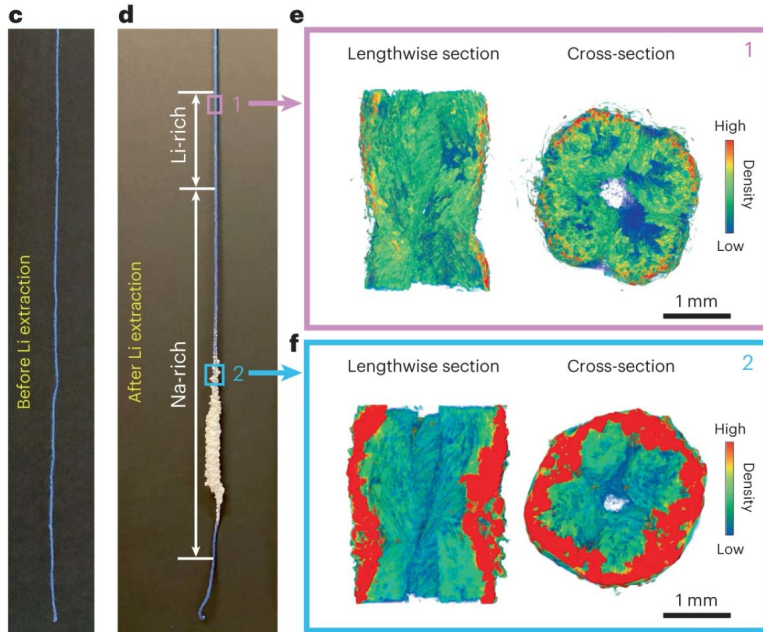 c
d
e
f
Before Li extraction
After Li extraction
Li-rich
Na-rich
1
2
1
Lengthwise section
Cross-section
High
Density
Low
1 mm
2
Lengthwise section
Cross-section
High
Density
Low
1 mm